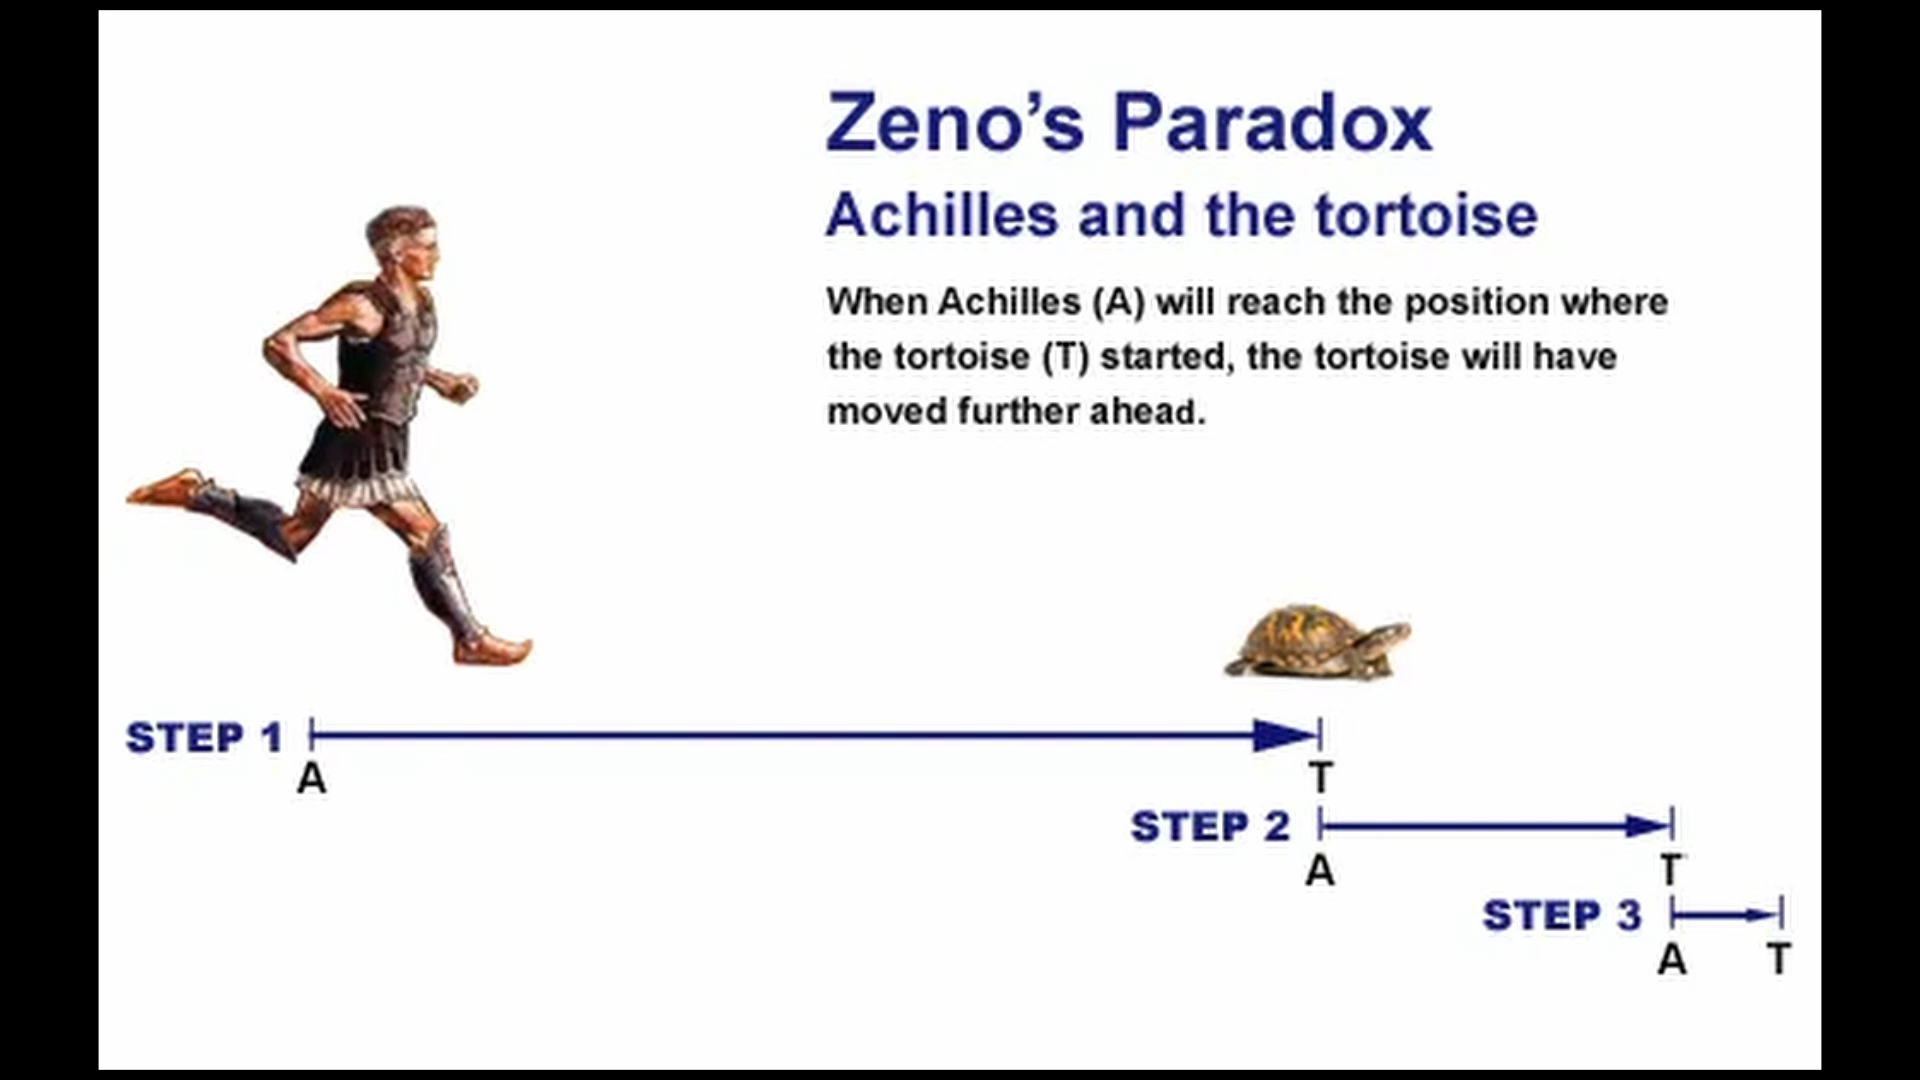 Zeno’s Paradox
Achilles and the tortoise
When Achilles (A) will reach the position where
the tortoise (T) started, the tortoise will have
moved further ahead.
STEP 1
A
T
STEP 2
A
T
STEP 3
A
T